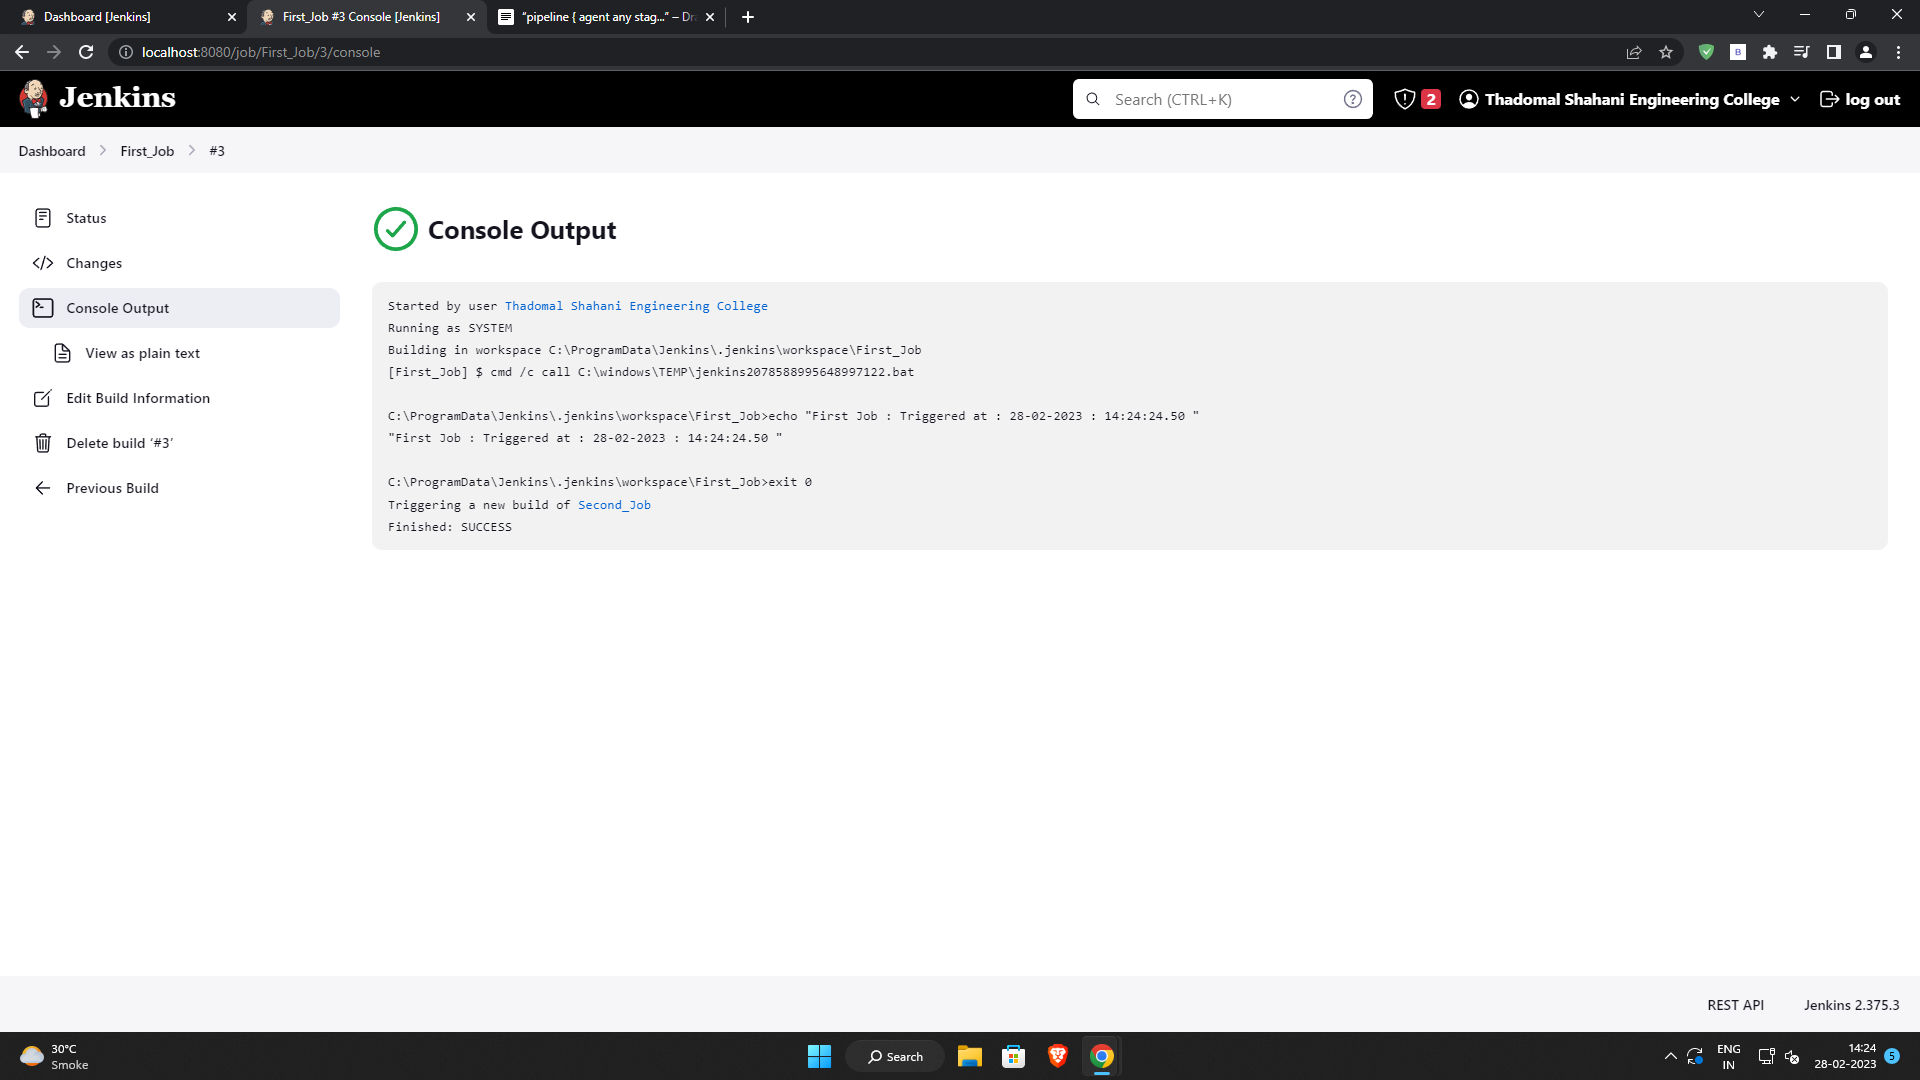 Dashboard [Jenkins]
First_Job #3 Console [Jenkins]
"pipeline { agent any stag..." – Dra
localhost:8080/job/First_Job/3/console
Jenkins
Search (CTRL+K)
2
Thadomal Shahani Engineering College
log out
Dashboard
First_Job
#3
Status
Changes
Console Output
View as plain text
Edit Build Information
Delete build ‘#3’
Previous Build
Console Output
Started by user Thadomal Shahani Engineering College
Running as SYSTEM
Building in workspace C:\ProgramData\Jenkins\.jenkins\workspace\First_Job
[First_Job] $ cmd /c call C:\windows\TEMP\jenkins2078588995648997122.bat
C:\ProgramData\Jenkins\.jenkins\workspace\First_Job>echo "First Job : Triggered at : 28-02-2023 : 14:24:24.50 "
"First Job : Triggered at : 28-02-2023 : 14:24:24.50 "
C:\ProgramData\Jenkins\.jenkins\workspace\First_Job>exit 0
Triggering a new build of Second_Job
Finished: SUCCESS
REST API
Jenkins 2.375.3
30°C
Smoke
Search
ENG
IN
14:24
28-02-2023
5